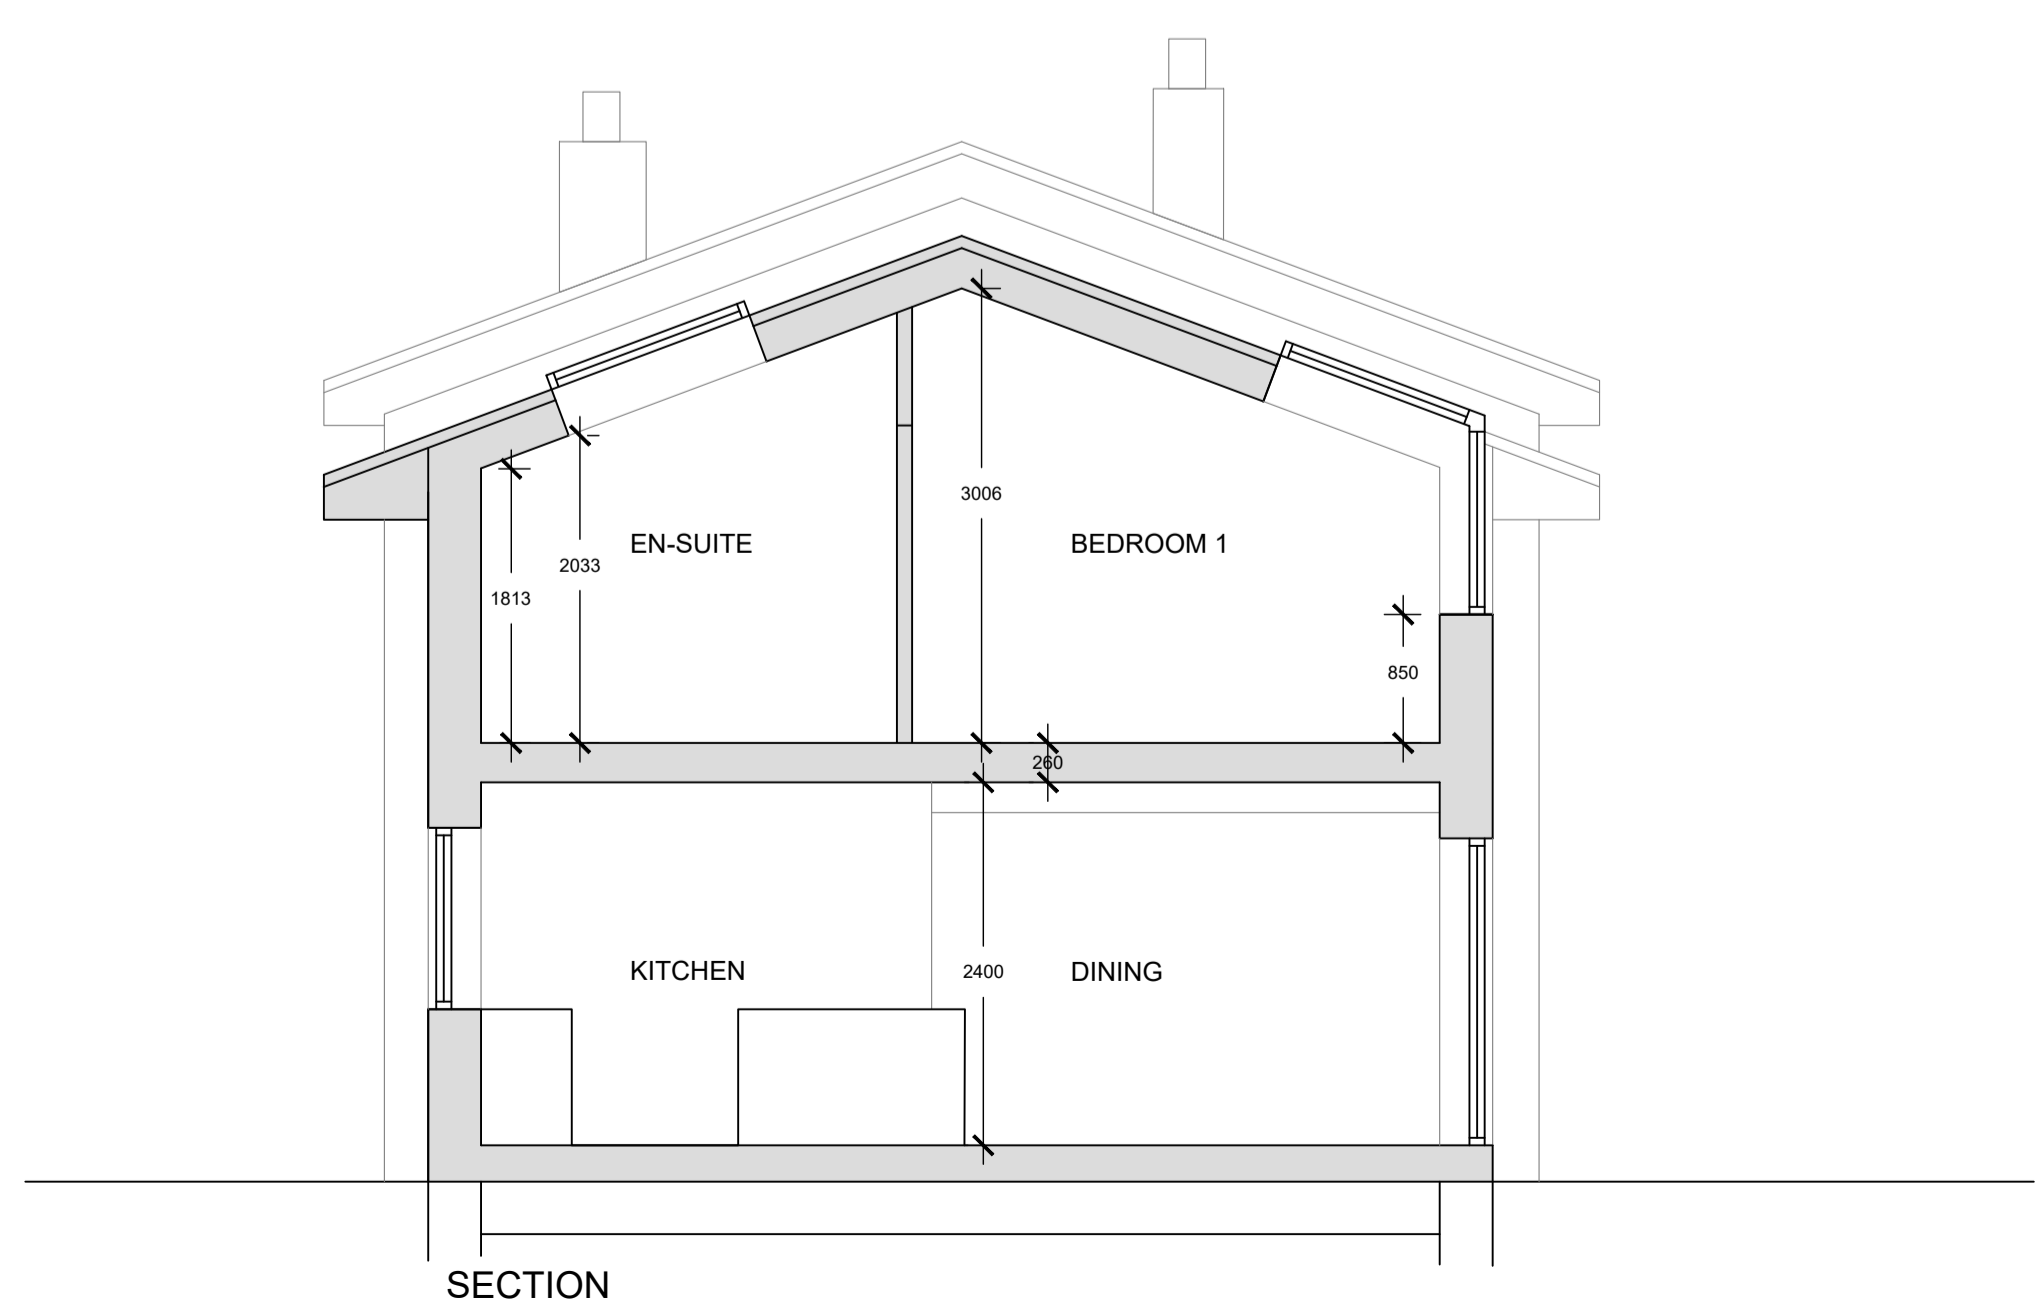 3006
EN-SUITE
BEDROOM 1
2033
1813
850
260
KITCHEN
2400
DINING
SECTION